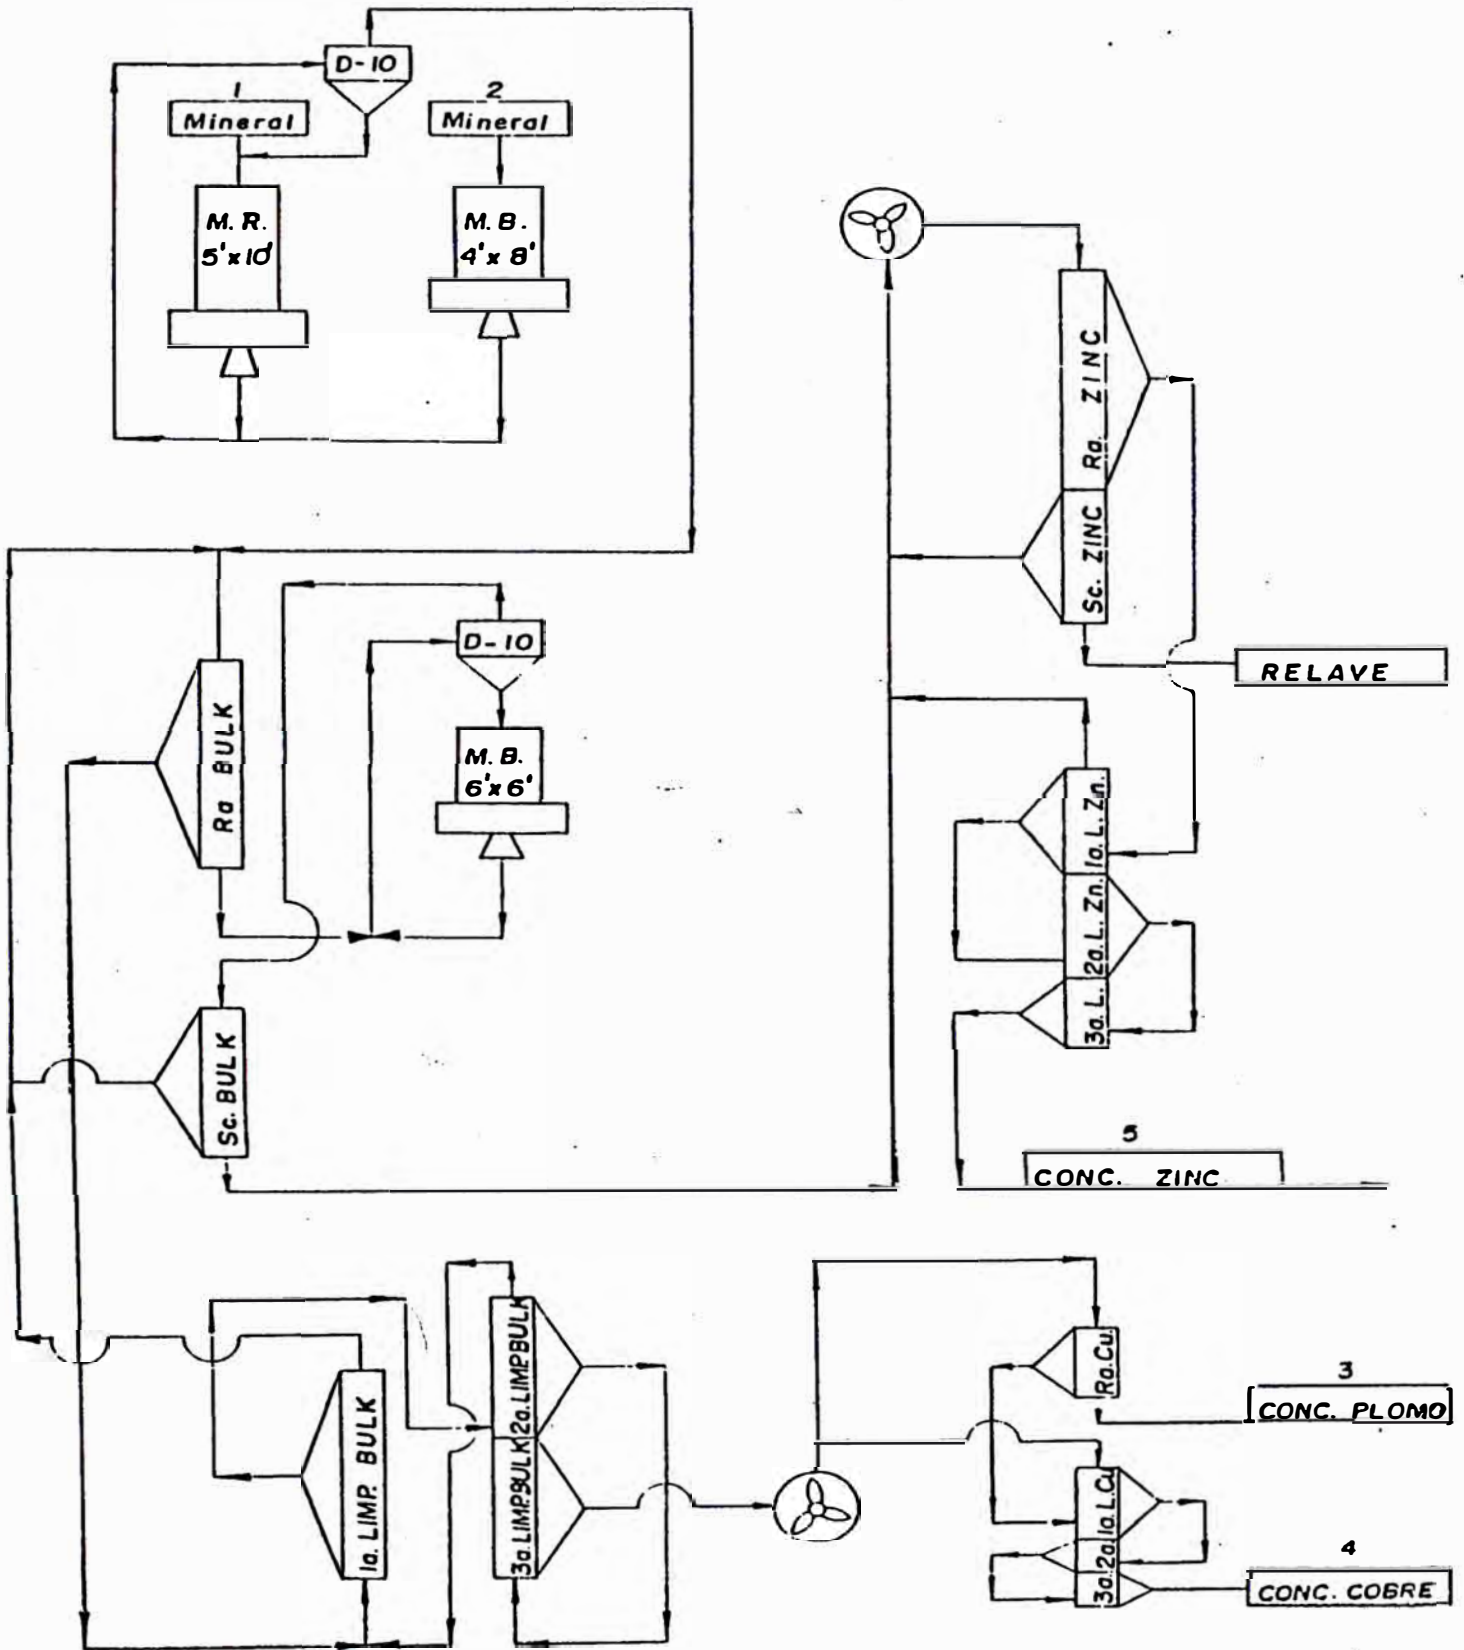 D-10
1
Mineral
2
Mineral
M. R.
5'x10'
M. B.
4'x8'
Ra. ZINC
Sc. ZINC
RELAVE
D-10
M. B.
6'x6'
Ra BULK
Sc. BULK
1a. L. Zn.
2a. L. Zn.
3a. L.
5
CONC. ZINC
1a. LIMP. BULK
2a. LIMP.BULK
3a. LIMP.BULK
Ra.Cu.
3
CONC. PLOMO
1a.L.Cu
2a.
3a.
4
CONC. COBRE